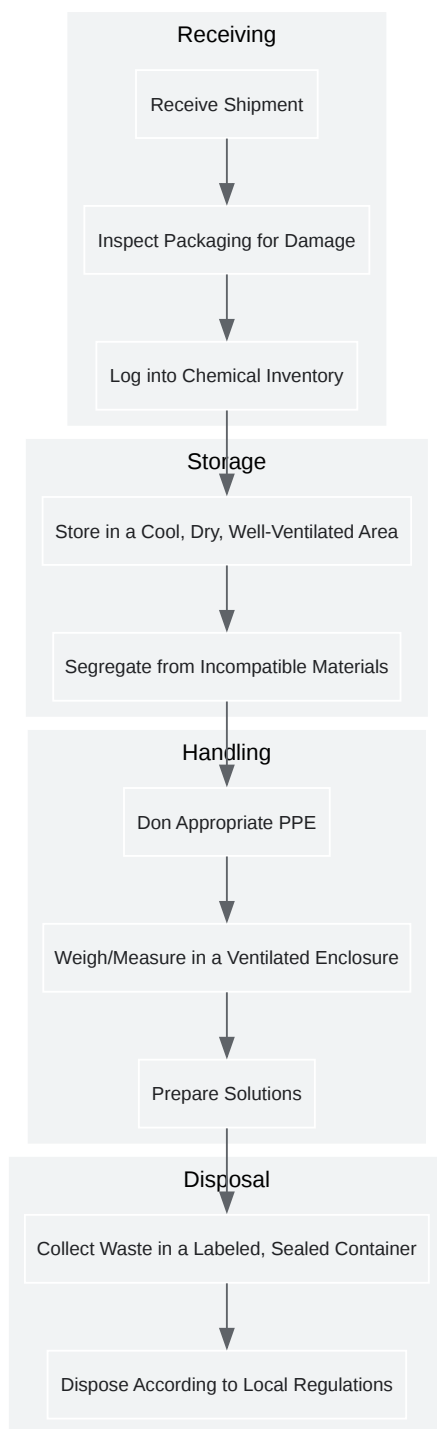 Receiving
Receive Shipment
Inspect Packaging for Damage
Log into Chemical Inventory
Storage
Store in a Cool, Dry, Well-Ventilated Area
Segregate from Incompatible Materials
Handling
Don Appropriate PPE
Weigh/Measure in a Ventilated Enclosure
Prepare Solutions
Disposal
Collect Waste in a Labeled, Sealed Container
Dispose According to Local Regulations